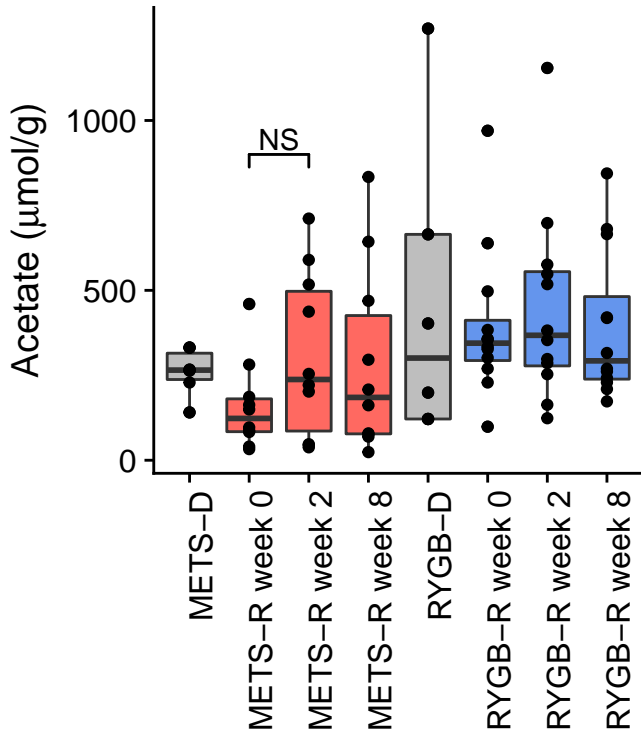 Acetate (μmol/g)
1000
500
0
NS
METS–D
METS–R week 0
METS–R week 2
METS–R week 8
RYGB–D
RYGB–R week 0
RYGB–R week 2
RYGB–R week 8